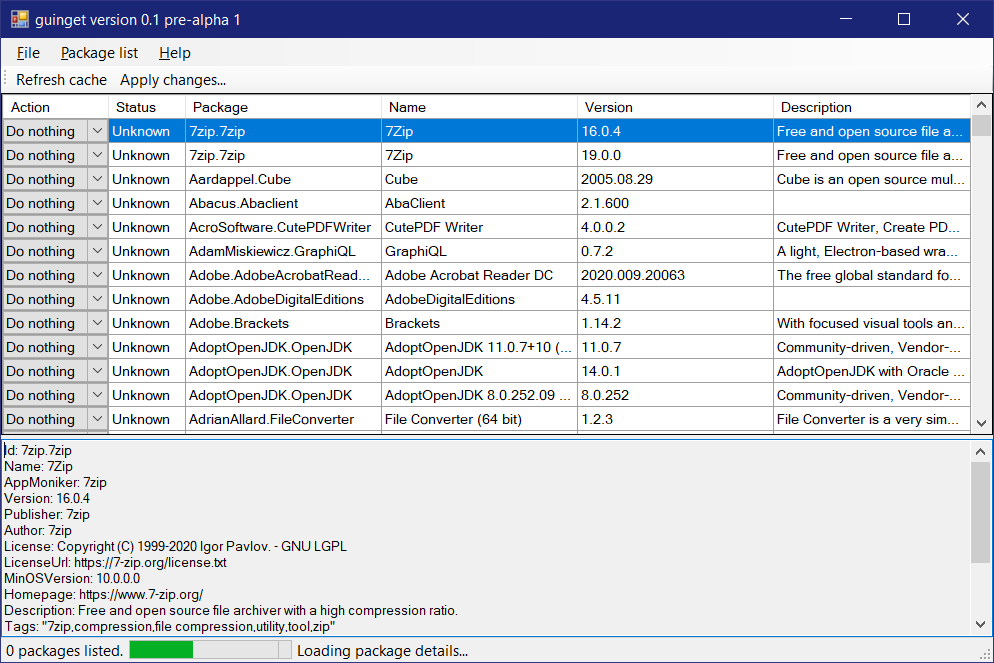 guinget version 0.1 pre-alpha 1
File Package list Help
Refresh cache Apply changes...
Action Status Package Name Version Description
Do nothing Unknown 7zip.7zip 7Zip 16.0.4 Free and open source file a...
Do nothing Unknown 7zip.7zip 7Zip 19.0.0 Free and open source file a...
Do nothing Unknown Aardappel.Cube Cube 2005.08.29 Cube is an open source mul...
Do nothing Unknown Abacus.Abaclient AbaClient 2.1.600
Do nothing Unknown AcroSoftware.CutePDFWriter CutePDF Writer 4.0.0.2 CutePDF Writer, Create PD...
Do nothing Unknown AdamMiskiewicz.GraphiQL GraphiQL 0.7.2 A light, Electron-based wra...
Do nothing Unknown Adobe.AdobeAcrobatRead... Adobe Acrobat Reader DC 2020.009.20063 The free global standard fo...
Do nothing Unknown Adobe.AdobeDigitalEditions AdobeDigitalEditions 4.5.11
Do nothing Unknown Adobe.Brackets Brackets 1.14.2 With focused visual tools an...
Do nothing Unknown AdoptOpenJDK.OpenJDK AdoptOpenJDK 11.0.7+10 (... 11.0.7 Community-driven, Vendor-...
Do nothing Unknown AdoptOpenJDK.OpenJDK AdoptOpenJDK 14.0.1 AdoptOpenJDK with Oracle ...
Do nothing Unknown AdoptOpenJDK.OpenJDK AdoptOpenJDK 8.0.252.09 ... 8.0.252 Community-driven, Vendor-...
Do nothing Unknown AdrianAllard.FileConverter File Converter (64 bit) 1.2.3 File Converter is a very sim...
Id: 7zip.7zip
Name: 7Zip
AppMoniker: 7zip
Version: 16.0.4
Publisher: 7zip
Author: 7zip
License: Copyright (C) 1999-2020 Igor Pavlov. - GNU LGPL
LicenseUrl: https://7-zip.org/license.txt
MinOSVersion: 10.0.0.0
Homepage: https://www.7-zip.org/
Description: Free and open source file archiver with a high compression ratio.
Tags: "7zip,compression,file compression,utility,tool,zip"
0 packages listed. Loading package details...